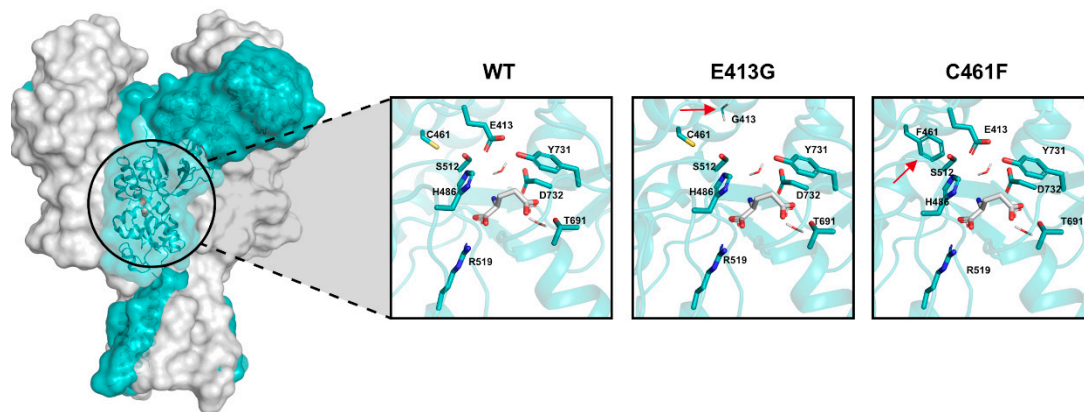 WT
E413G
C461F
C461
E413
S512
Y731
H486
D732
T691
R519
G413
C461
S512
Y731
H486
D732
T691
R519
F461
E413
S512
Y731
D732
H486
T691
R519